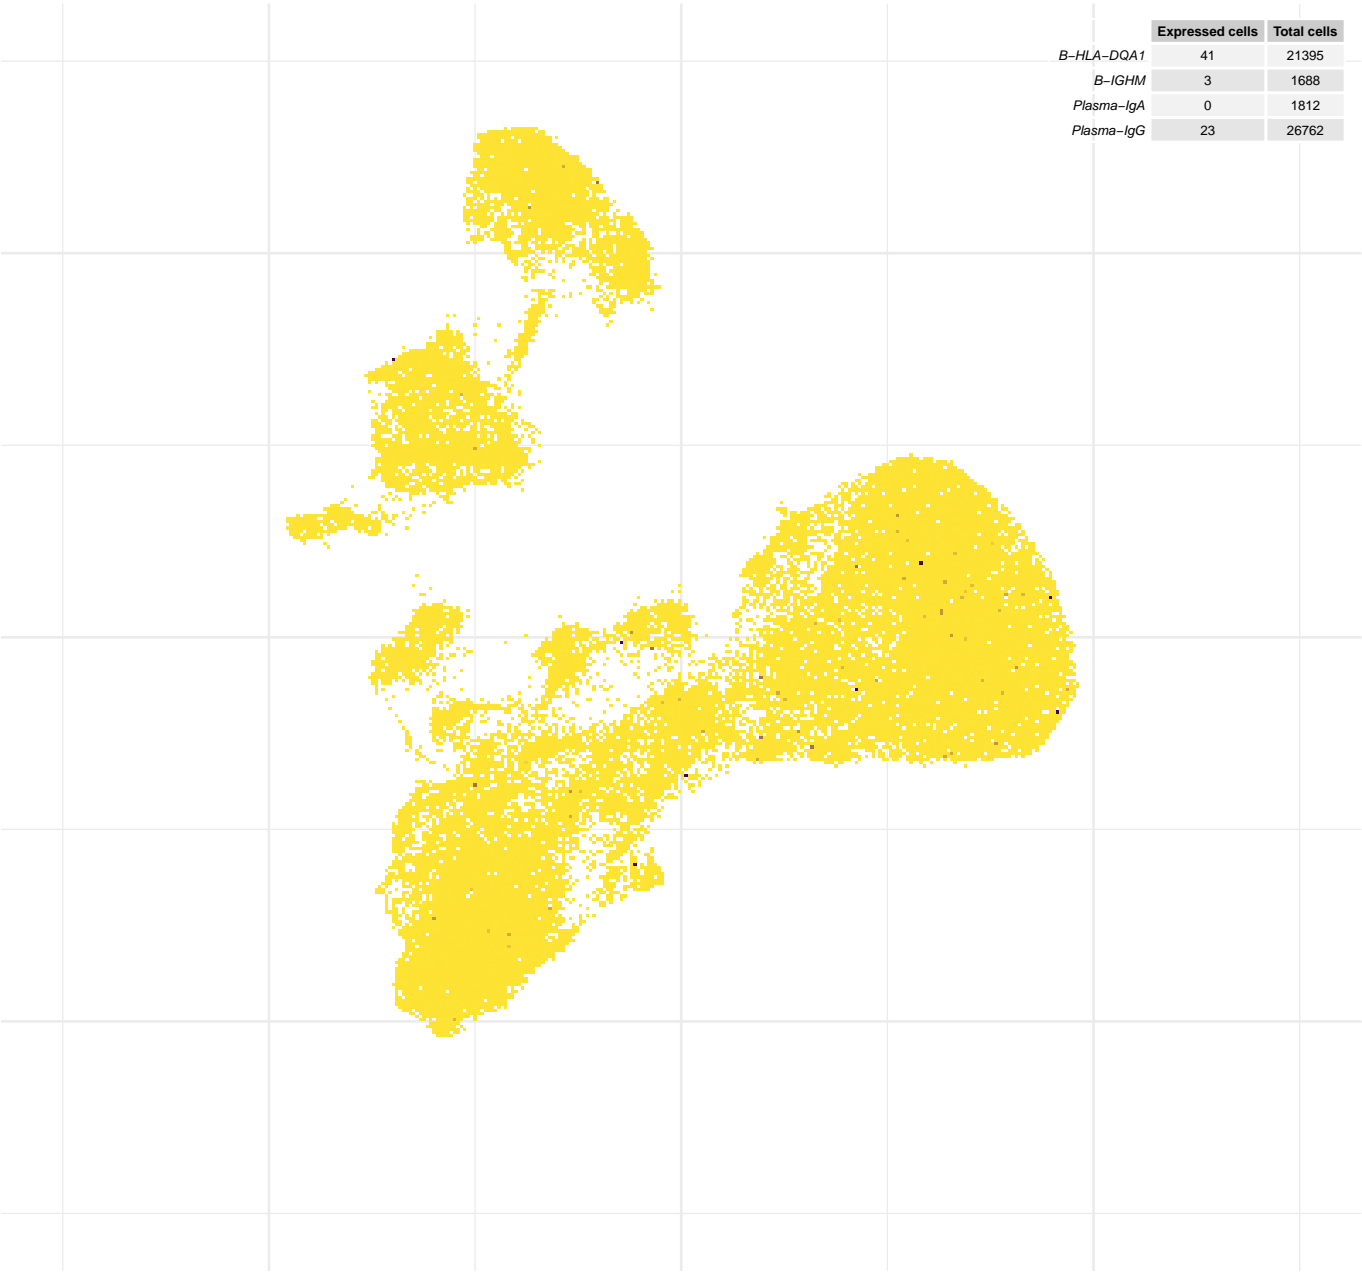 Expressed cells Total cells
B−HLA−DQA1 41 21395
B−IGHM 3 1688
Plasma−IgA 0 1812
Plasma−IgG 23 26762